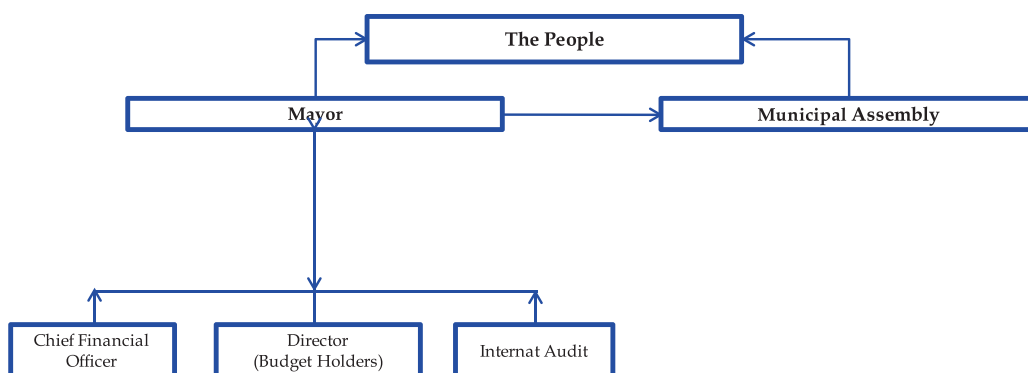 The People
Mayor
Municipal Assembly
Chief Financial
Officer
Director
(Budget Holders)
Internat Audit